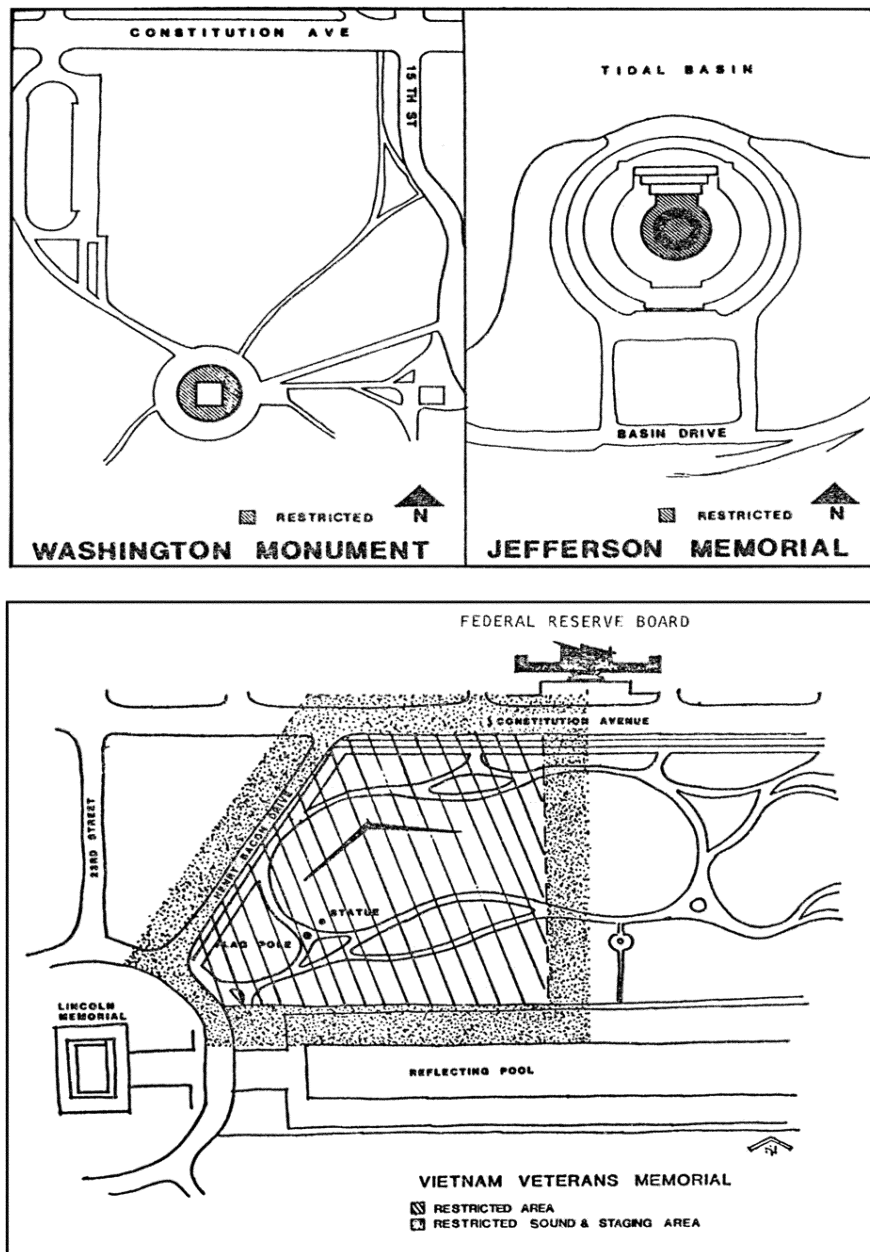 CONSTITUTION AVE
15 TH ST
N
RESTRICTED
WASHINGTON MONUMENT
TIDAL BASIN
BASIN DRIVE
N
RESTRICTED
JEFFERSON MEMORIAL
FEDERAL RESERVE BOARD
CONSTITUTION AVENUE
23RD STREET
BACON DRIVE
STATUE
POLE
LINCOLN
MEMORIAL
REFLECTING POOL
N
VIETNAM VETERANS MEMORIAL
RESTRICTED AREA
RESTRICTED SOUND & STAGING AREA